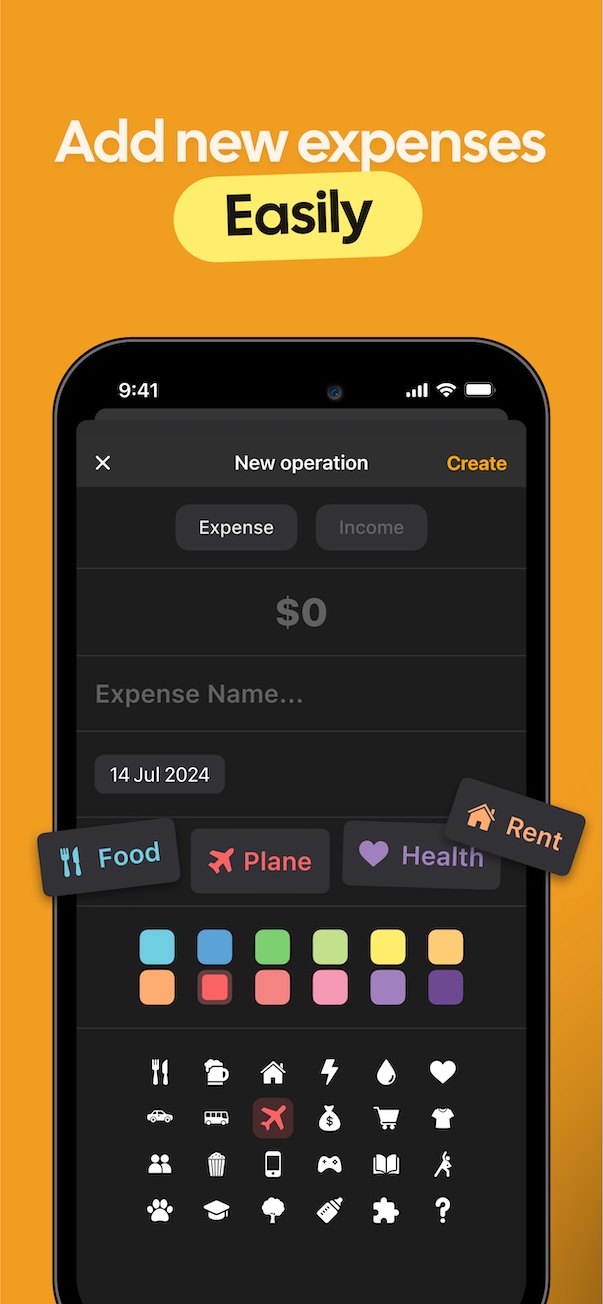 Add new expenses
Easily
9:41
New operation
Create
Expense
Income
$0
Expense Name...
14 Jul 2024
Food
Plane
Health
Rent